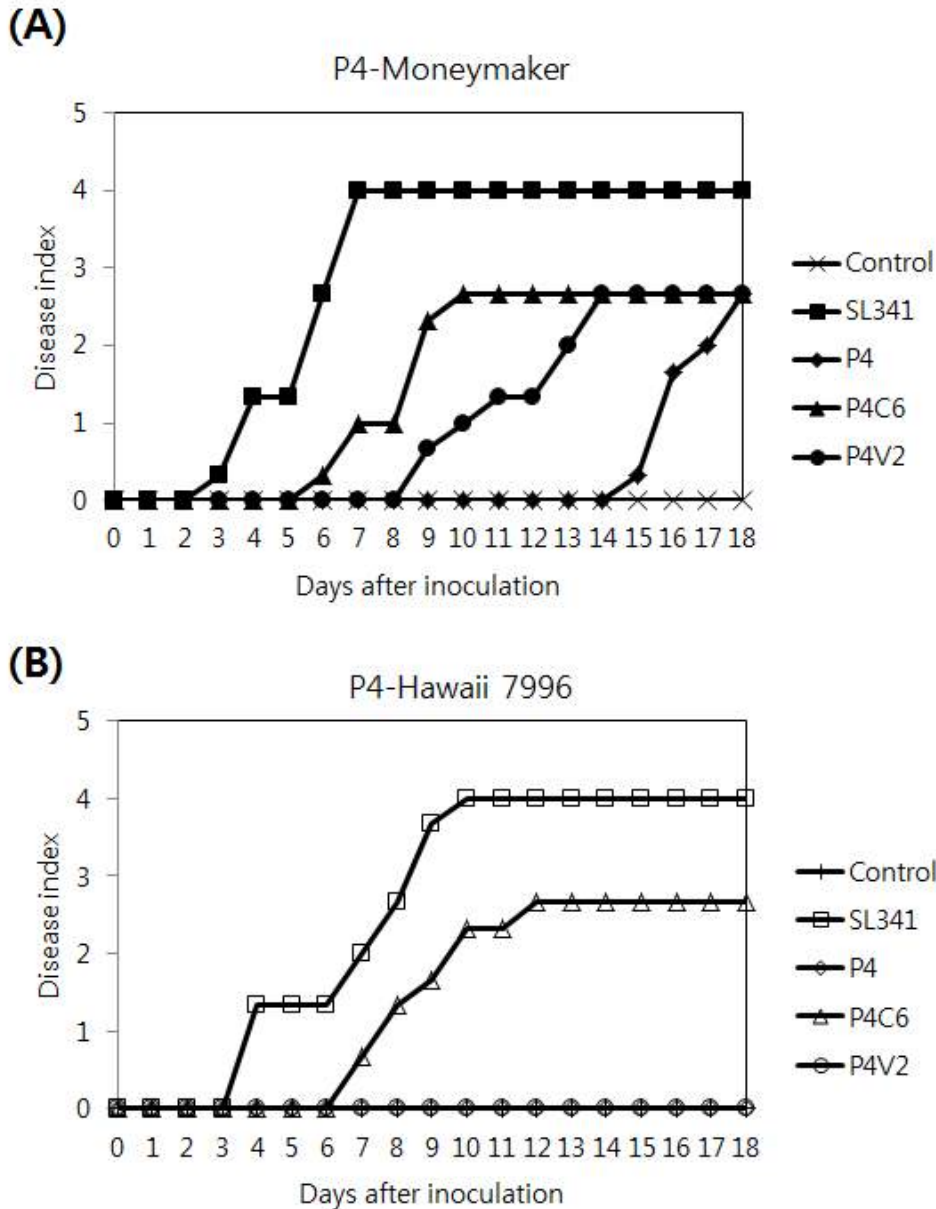 (A)
P4-Moneymaker
5
4
3
2
1
0
Disease index
0 1 2 3 4 5 6 7 8 9 10 11 12 13 14 15 16 17 18
Days after inoculation
Control
SL341
P4
P4C6
P4V2
(B)
P4-Hawaii 7996
5
4
3
2
1
0
Disease index
0 1 2 3 4 5 6 7 8 9 10 11 12 13 14 15 16 17 18
Days after inoculation
Control
SL341
P4
P4C6
P4V2